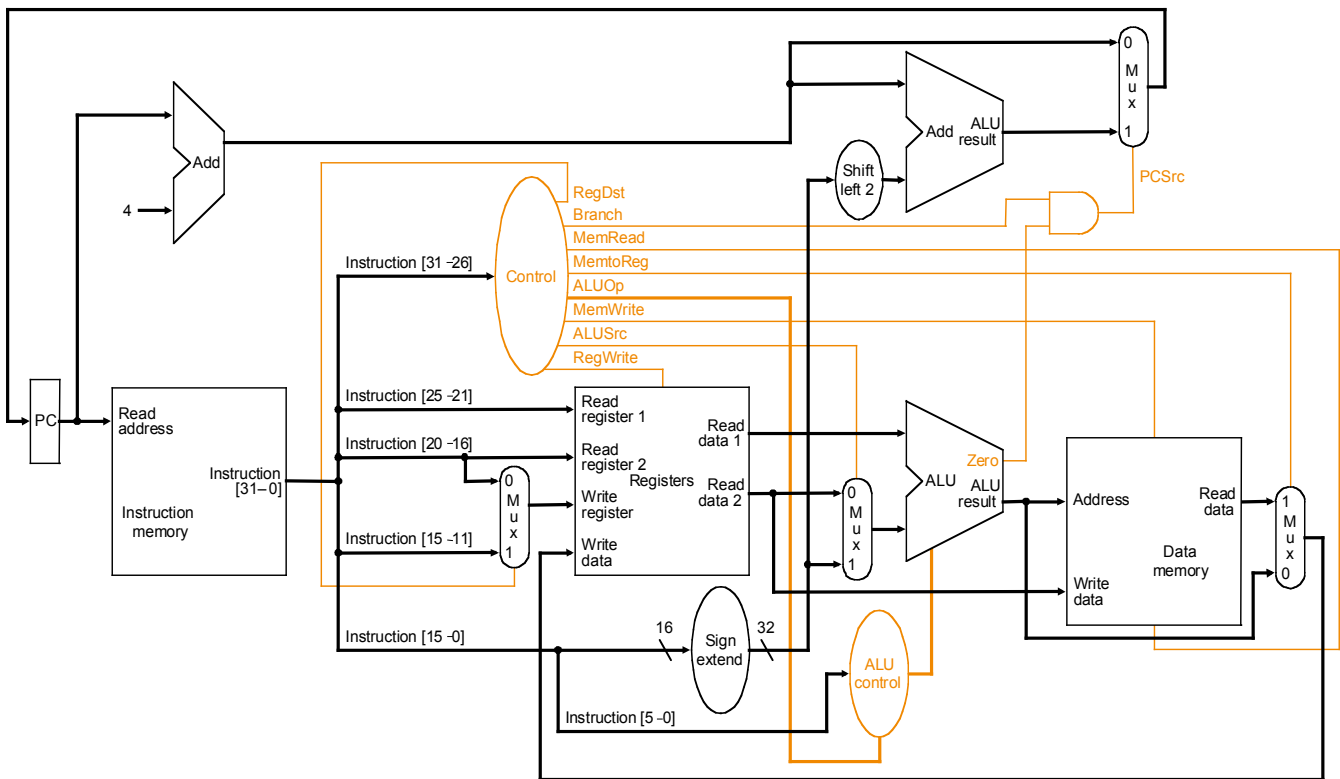 0
M
u
x
1
Add
ALU
result
Add
Shift
left 2
PCSrc
4
RegDst
Branch
MemRead
MemtoReg
ALUOp
MemWrite
ALUSrc
RegWrite
Control
Instruction [31–26]
Instruction [25–21]
Instruction [20–16]
Instruction [15–11]
Instruction [15–0]
Instruction [5–0]
PC
Read
address
Instruction
[31–0]
Instruction
memory
0
M
u
x
1
Read
register 1
Read
register 2
Write
register
Write
data
Registers
Read
data 1
Read
data 2
0
M
u
x
1
Zero
ALU
ALU
result
Address
Write
data
Read
data
Data
memory
1
M
u
x
0
16
Sign
extend
32
ALU
control